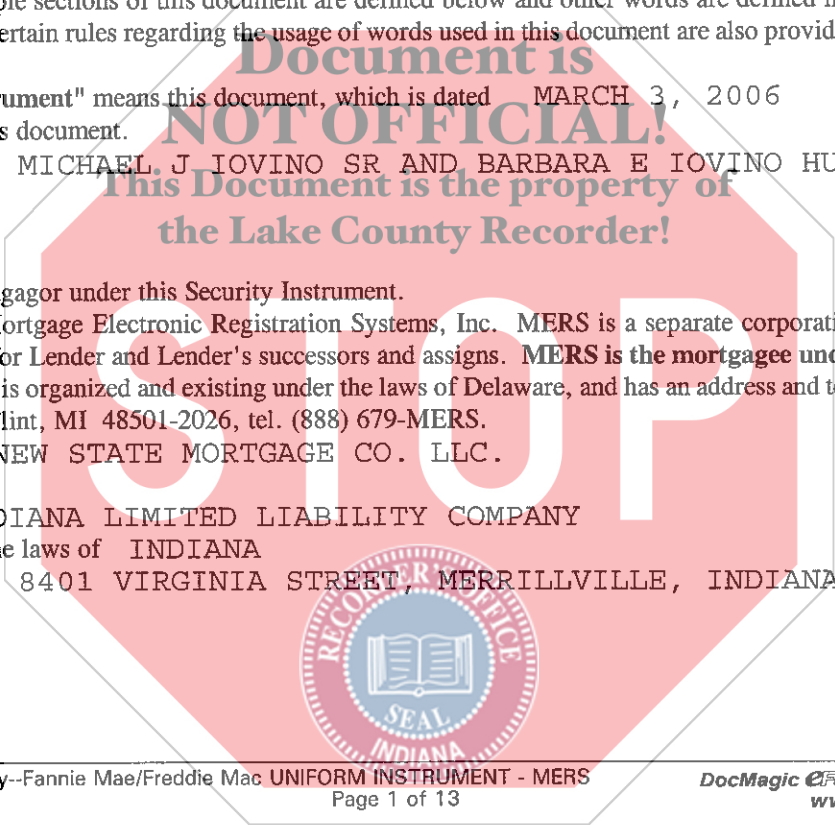 ple sections of this document are defined below and other words are defined in
ertain rules regarding the usage of words used in this document are also provid
Document is
rument" means this document, which is dated MARCH 3, 2006
NOT OFFICIAL!
s document.
MICHAEL J IOVINO SR AND BARBARA E IOVINO HU
This Document is the property of
the Lake County Recorder!
gagor under this Security Instrument.
ortgage Electronic Registration Systems, Inc. MERS is a separate corporati
or Lender and Lender's successors and assigns. MERS is the mortgagee und
is organized and existing under the laws of Delaware, and has an address and te
lint, MI 48501-2026, tel. (888) 679-MERS.
NEW STATE MORTGAGE CO. LLC.
STOP
DIANA LIMITED LIABILITY COMPANY
e laws of INDIANA
8401 VIRGINIA STREET, MERRILLVILLE, INDIANA
RECORDER'S OFFICE
SEAL
INDIANA
y--Fannie Mae/Freddie Mac UNIFORM INSTRUMENT - MERS
DocMagic
Page 1 of 13
ww